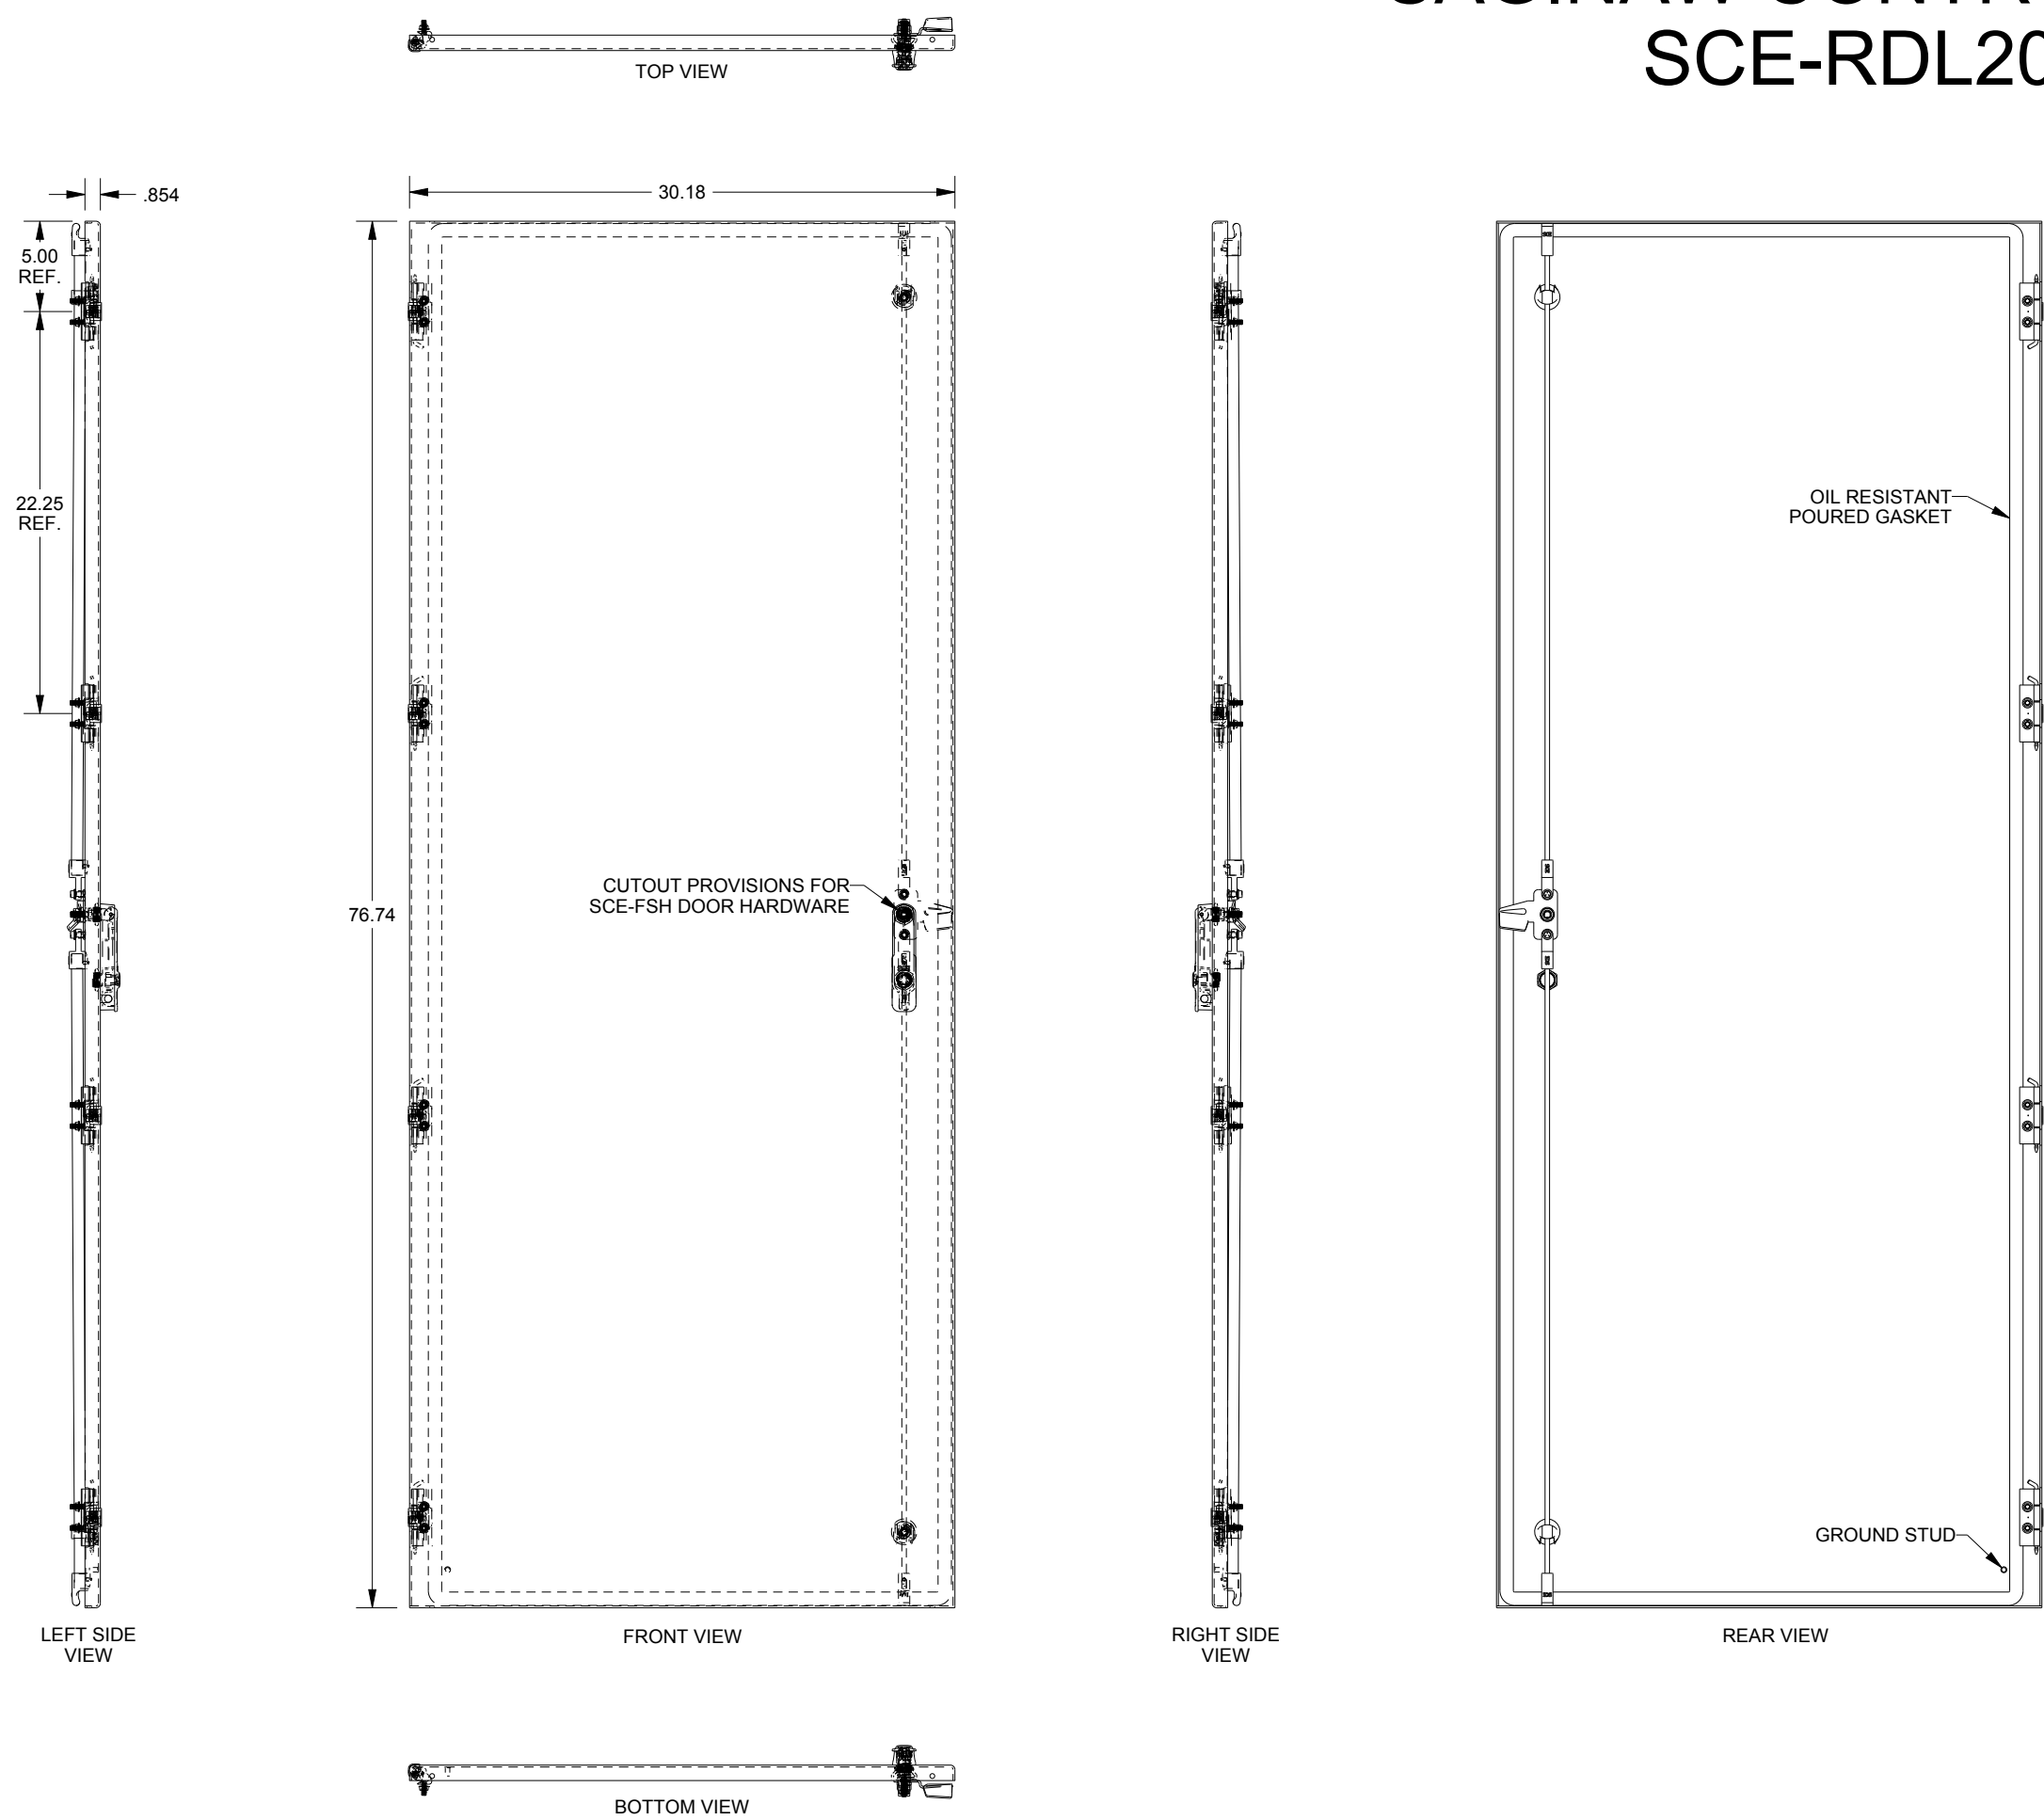 SCE-RDL20
TOP VIEW
.854
30.18
5.00
REF.
22.25
REF.
OIL RESISTANT
POURED GASKET
CUTOUT PROVISIONS FOR
SCE-FSH DOOR HARDWARE
76.74
GROUND STUD
LEFT SIDE
VIEW
FRONT VIEW
RIGHT SIDE
VIEW
REAR VIEW
BOTTOM VIEW